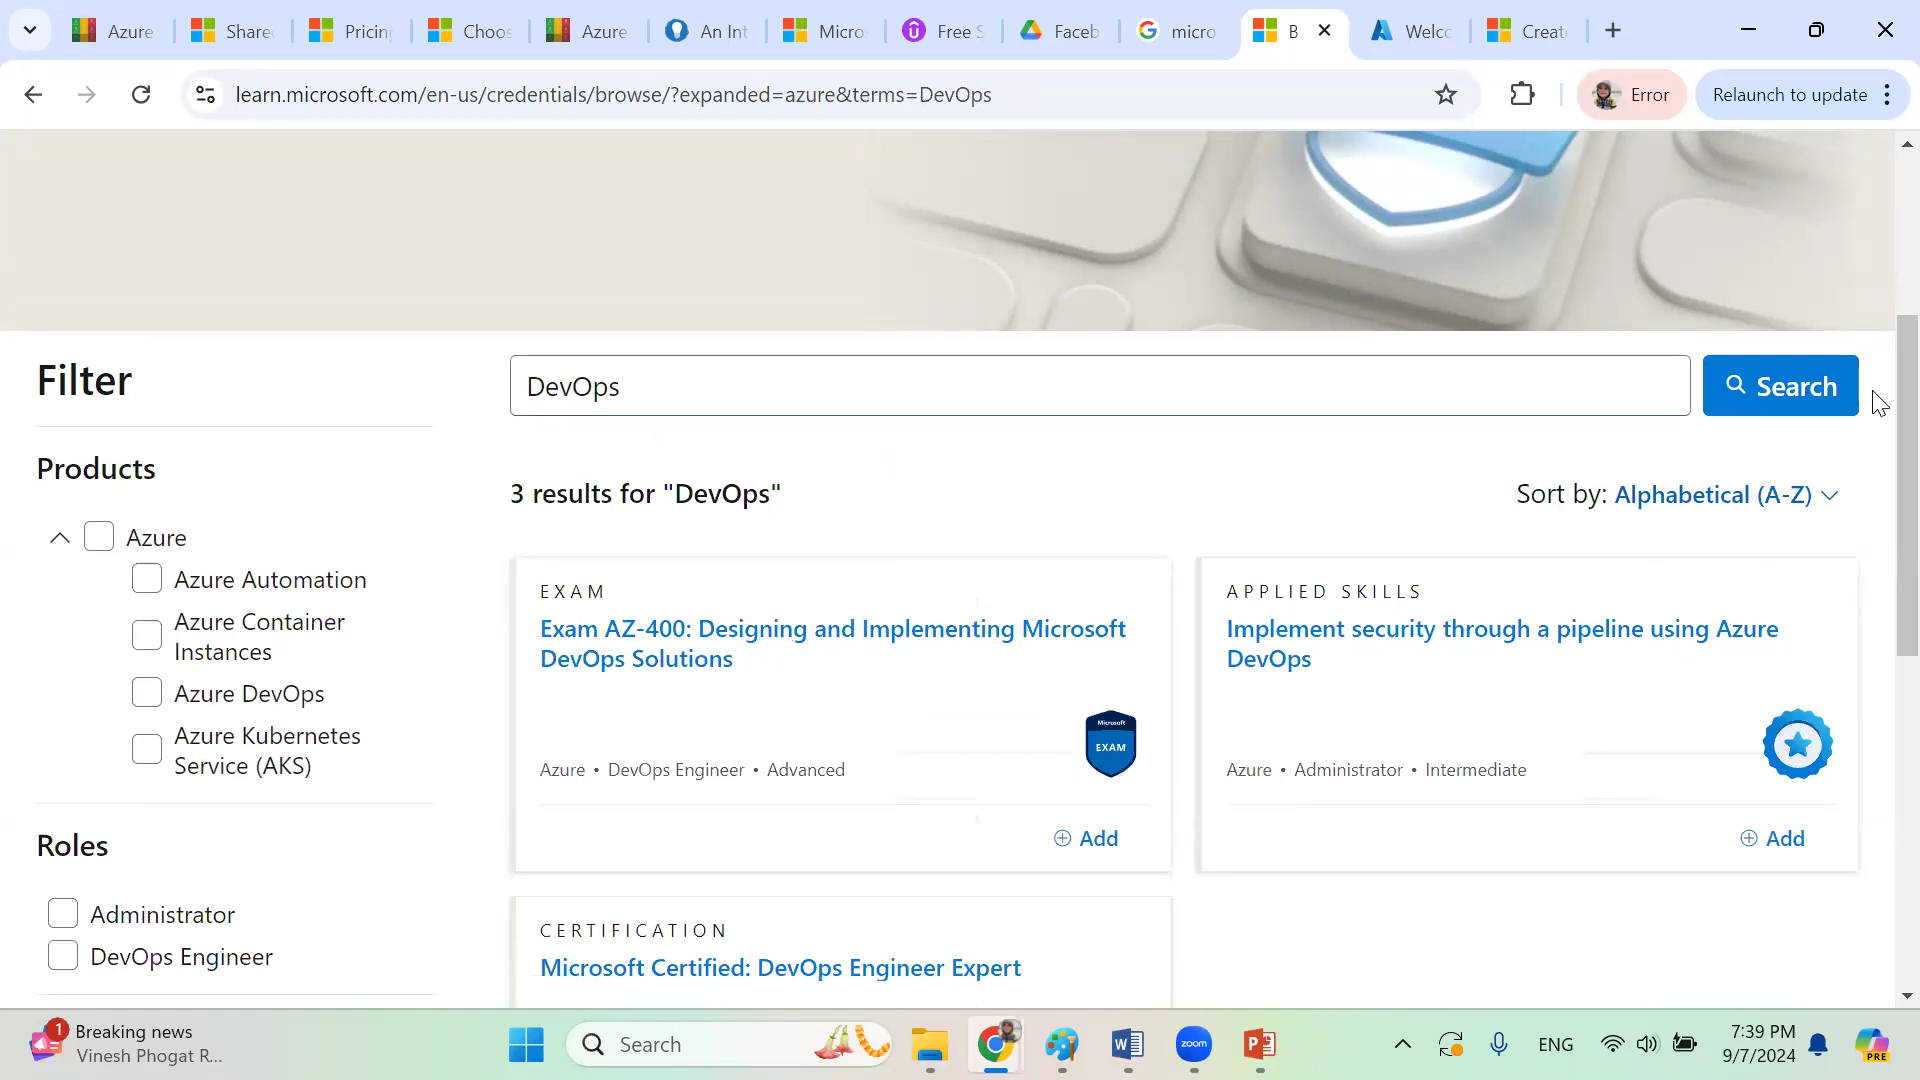 Azure
Share
Pricing
Choos
Azure
An Int
Micro
Free S
Faceb
micro
B
Welcc
Creat
learn.microsoft.com/en-us/credentials/browse/?expanded=azure&terms=DevOps
Error
Relaunch to update
Filter
DevOps
Search
Products
3 results for "DevOps"
Sort by: Alphabetical (A-Z)
Azure
Azure Automation
Azure Container
Instances
Azure DevOps
Azure Kubernetes
Service (AKS)
EXAM
Exam AZ-400: Designing and Implementing Microsoft
DevOps Solutions
Microsoft
EXAM
Azure • DevOps Engineer • Advanced
Add
APPLIED SKILLS
Implement security through a pipeline using Azure
DevOps
Azure • Administrator • Intermediate
Add
Roles
Administrator
DevOps Engineer
CERTIFICATION
Microsoft Certified: DevOps Engineer Expert
1
Breaking news
Vinesh Phogat R...
Search
zoom
ENG
7:39 PM
9/7/2024
PRE